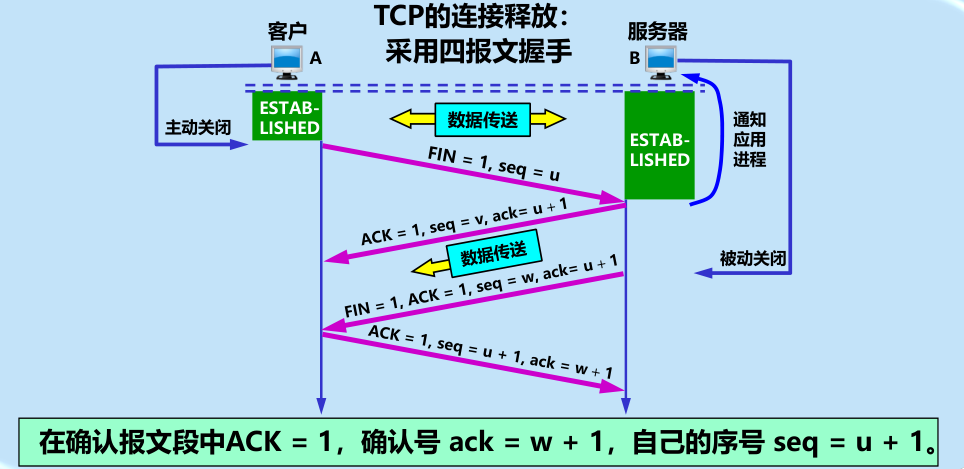 TCP的连接释放：
采用四报文握手
客户
服务器
A
B
ESTAB-
LISHED
数据传送
ESTAB-
LISHED
通知
应用
进程
主动关闭
FIN = 1, seq = u
ACK = 1, seq = v, ack= u + 1
数据传送
被动关闭
FIN = 1, ACK = 1, seq = w, ack= u + 1
ACK = 1, seq = u + 1, ack = w + 1
在确认报文段中ACK = 1，确认号 ack = w + 1，自己的序号 seq = u + 1。